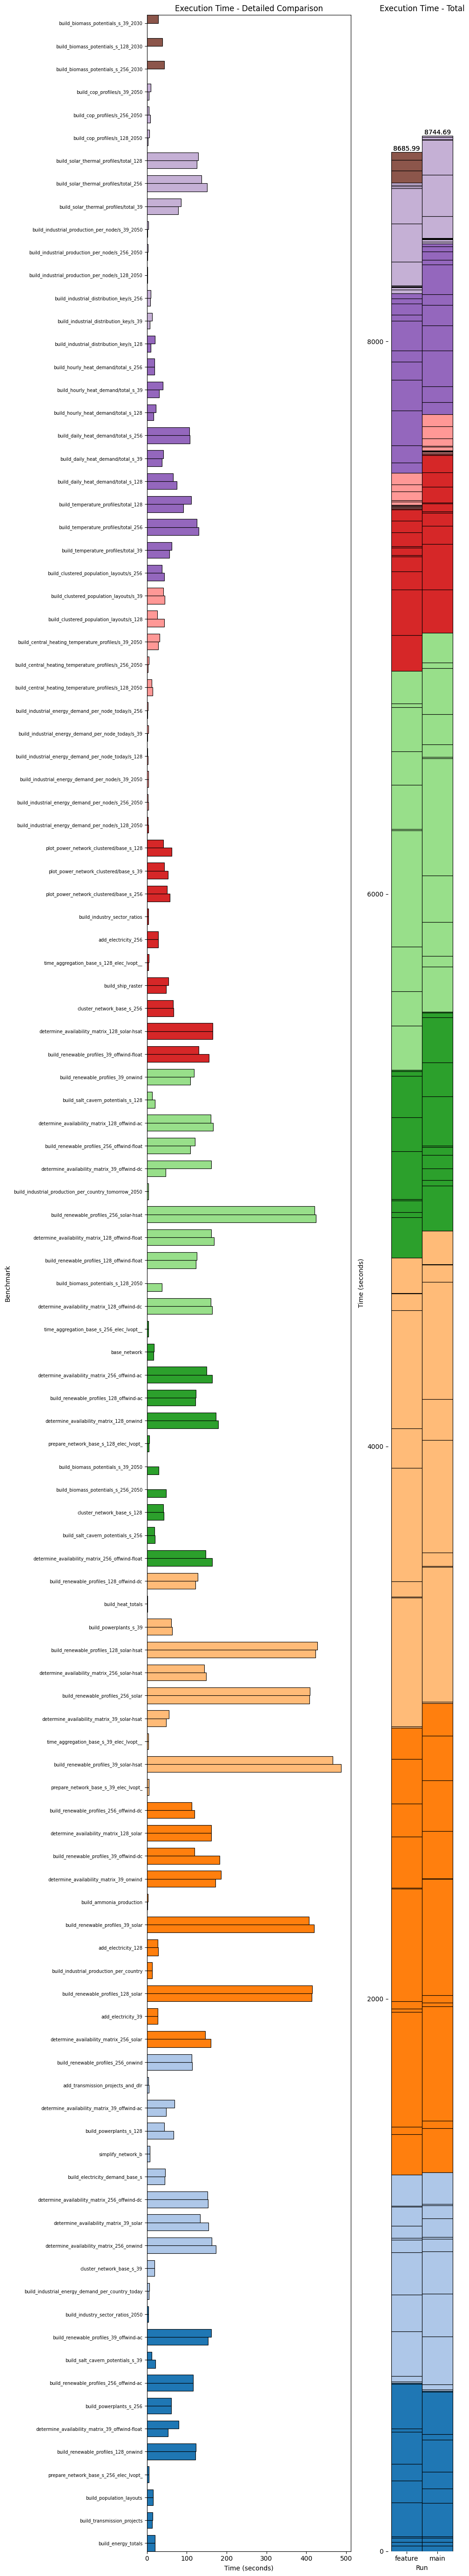 Execution Time - Detailed Comparison
Execution Time - Total
build_biomass_potentials_s_39_2030
build_biomass_potentials_s_128_2030
build_biomass_potentials_s_256_2030
build_cop_profiles/s_39_2050
build_cop_profiles/s_256_2050
build_cop_profiles/s_128_2050
build_solar_thermal_profiles/total_128
build_solar_thermal_profiles/total_256
build_solar_thermal_profiles/total_39
build_industrial_production_per_node/s_39_2050
build_industrial_production_per_node/s_256_2050
build_industrial_production_per_node/s_128_2050
build_industrial_distribution_key/s_256
build_industrial_distribution_key/s_39
build_industrial_distribution_key/s_128
build_hourly_heat_demand/total_s_256
build_hourly_heat_demand/total_s_39
build_hourly_heat_demand/total_s_128
build_daily_heat_demand/total_s_256
build_daily_heat_demand/total_s_39
build_daily_heat_demand/total_s_128
build_temperature_profiles/total_128
build_temperature_profiles/total_256
build_temperature_profiles/total_39
build_clustered_population_layouts/s_256
build_clustered_population_layouts/s_39
build_clustered_population_layouts/s_128
build_central_heating_temperature_profiles/s_39_2050
build_central_heating_temperature_profiles/s_256_2050
build_central_heating_temperature_profiles/s_128_2050
build_industrial_energy_demand_per_node_today/s_256
build_industrial_energy_demand_per_node_today/s_39
build_industrial_energy_demand_per_node_today/s_128
build_industrial_energy_demand_per_node/s_39_2050
build_industrial_energy_demand_per_node/s_256_2050
build_industrial_energy_demand_per_node/s_128_2050
plot_power_network_clustered/base_s_128
plot_power_network_clustered/base_s_39
plot_power_network_clustered/base_s_256
build_industry_sector_ratios
add_electricity_256
time_aggregation_base_s_128_elec_lvopt__
build_ship_raster
cluster_network_base_s_256
determine_availability_matrix_128_solar-hsat
build_renewable_profiles_39_offwind-float
build_renewable_profiles_39_onwind
build_salt_cavern_potentials_s_128
determine_availability_matrix_128_offwind-ac
build_renewable_profiles_256_offwind-float
determine_availability_matrix_39_offwind-dc
build_industrial_production_per_country_tomorrow_2050
build_renewable_profiles_256_solar-hsat
determine_availability_matrix_128_offwind-float
build_renewable_profiles_128_offwind-float
build_biomass_potentials_s_128_2050
determine_availability_matrix_128_offwind-dc
time_aggregation_base_s_256_elec_lvopt__
base_network
determine_availability_matrix_256_offwind-ac
build_renewable_profiles_128_offwind-ac
determine_availability_matrix_128_onwind
prepare_network_base_s_128_elec_lvopt_
build_biomass_potentials_s_39_2050
build_biomass_potentials_s_256_2050
cluster_network_base_s_128
build_salt_cavern_potentials_s_256
determine_availability_matrix_256_offwind-float
build_renewable_profiles_128_offwind-dc
build_heat_totals
build_powerplants_s_39
build_renewable_profiles_128_solar-hsat
determine_availability_matrix_256_solar-hsat
build_renewable_profiles_256_solar
determine_availability_matrix_39_solar-hsat
time_aggregation_base_s_39_elec_lvopt__
build_renewable_profiles_39_solar-hsat
prepare_network_base_s_39_elec_lvopt_
build_renewable_profiles_256_offwind-dc
determine_availability_matrix_128_solar
build_renewable_profiles_39_offwind-dc
determine_availability_matrix_39_onwind
build_ammonia_production
build_renewable_profiles_39_solar
add_electricity_128
build_industrial_production_per_country
build_renewable_profiles_128_solar
add_electricity_39
determine_availability_matrix_256_solar
build_renewable_profiles_256_onwind
add_transmission_projects_and_dlr
determine_availability_matrix_39_offwind-ac
build_powerplants_s_128
simplify_network_b
build_electricity_demand_base_s
determine_availability_matrix_256_offwind-dc
determine_availability_matrix_39_solar
determine_availability_matrix_256_onwind
cluster_network_base_s_39
build_industrial_energy_demand_per_country_today
build_industry_sector_ratios_2050
build_renewable_profiles_39_offwind-ac
build_salt_cavern_potentials_s_39
build_renewable_profiles_256_offwind-ac
build_powerplants_s_256
determine_availability_matrix_39_offwind-float
build_renewable_profiles_128_onwind
prepare_network_base_s_256_elec_lvopt_
build_population_layouts
build_transmission_projects
build_energy_totals
Benchmark
0 100 200 300 400 500
Time (seconds)
8744.69
8685.99
8000
6000
4000
2000
0
Time (seconds)
feature main
Run